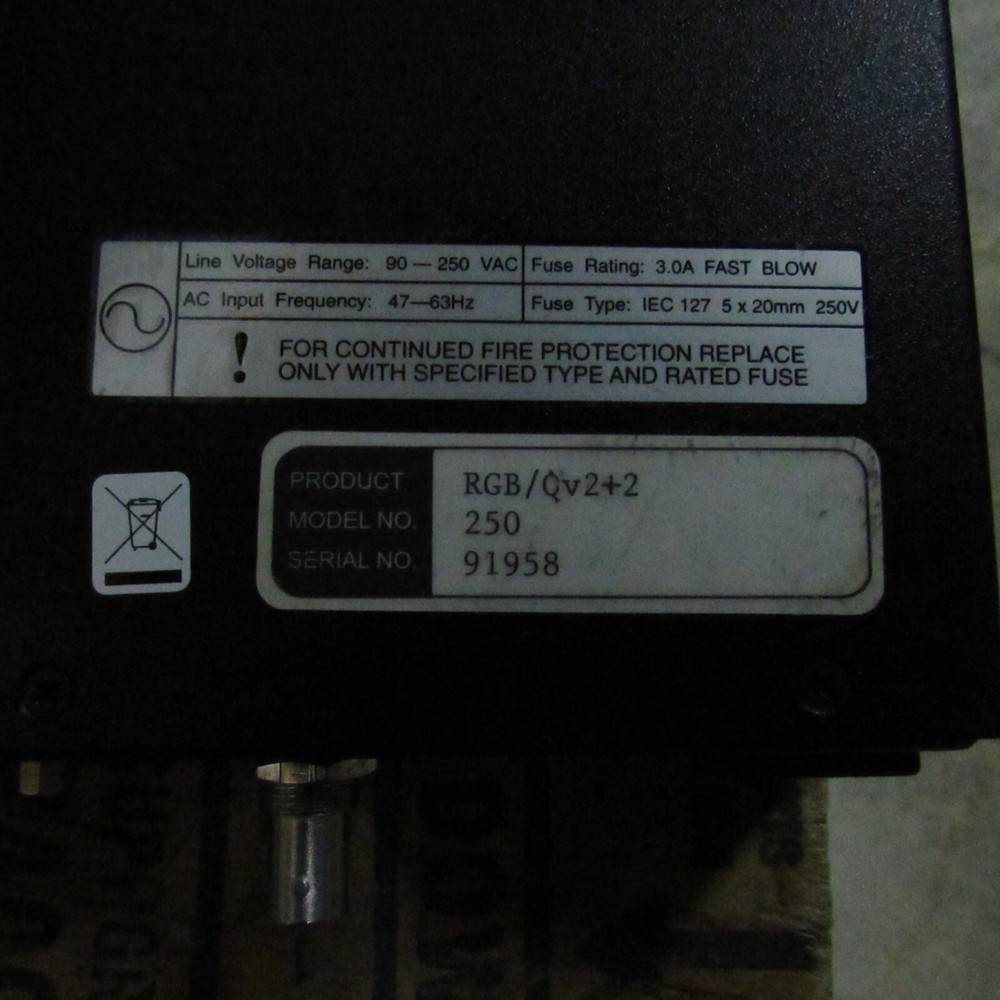 Line Voltage Range: 90 — 250 VAC
Fuse Rating: 3.0A FAST BLOW
AC Input Frequency: 47—63Hz
Fuse Type: IEC 127 5 x 20mm 250V
! FOR CONTINUED FIRE PROTECTION REPLACE
ONLY WITH SPECIFIED TYPE AND RATED FUSE
PRODUCT RGB/Qv2+2
MODEL NO. 250
SERIAL NO. 91958